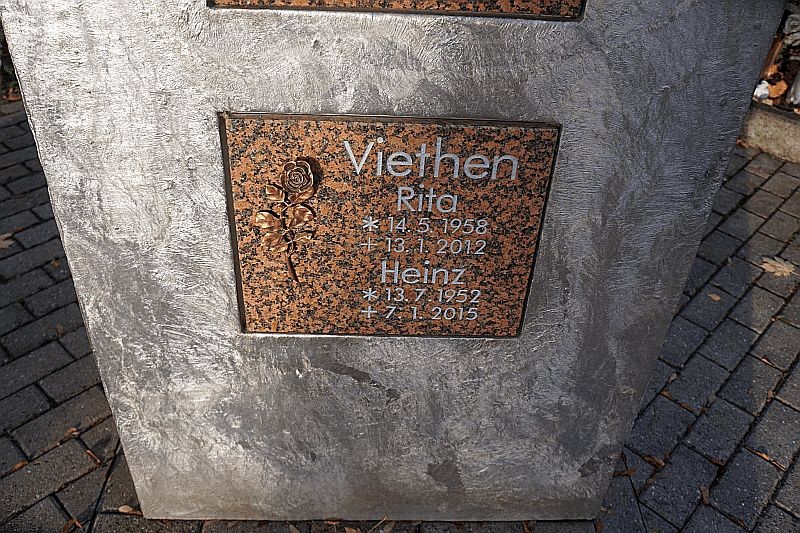 Viethen
Rita
* 14. 5. 1958
+ 13. 1. 2012
Heinz
* 13. 7. 1952
+ 7. 1. 2015